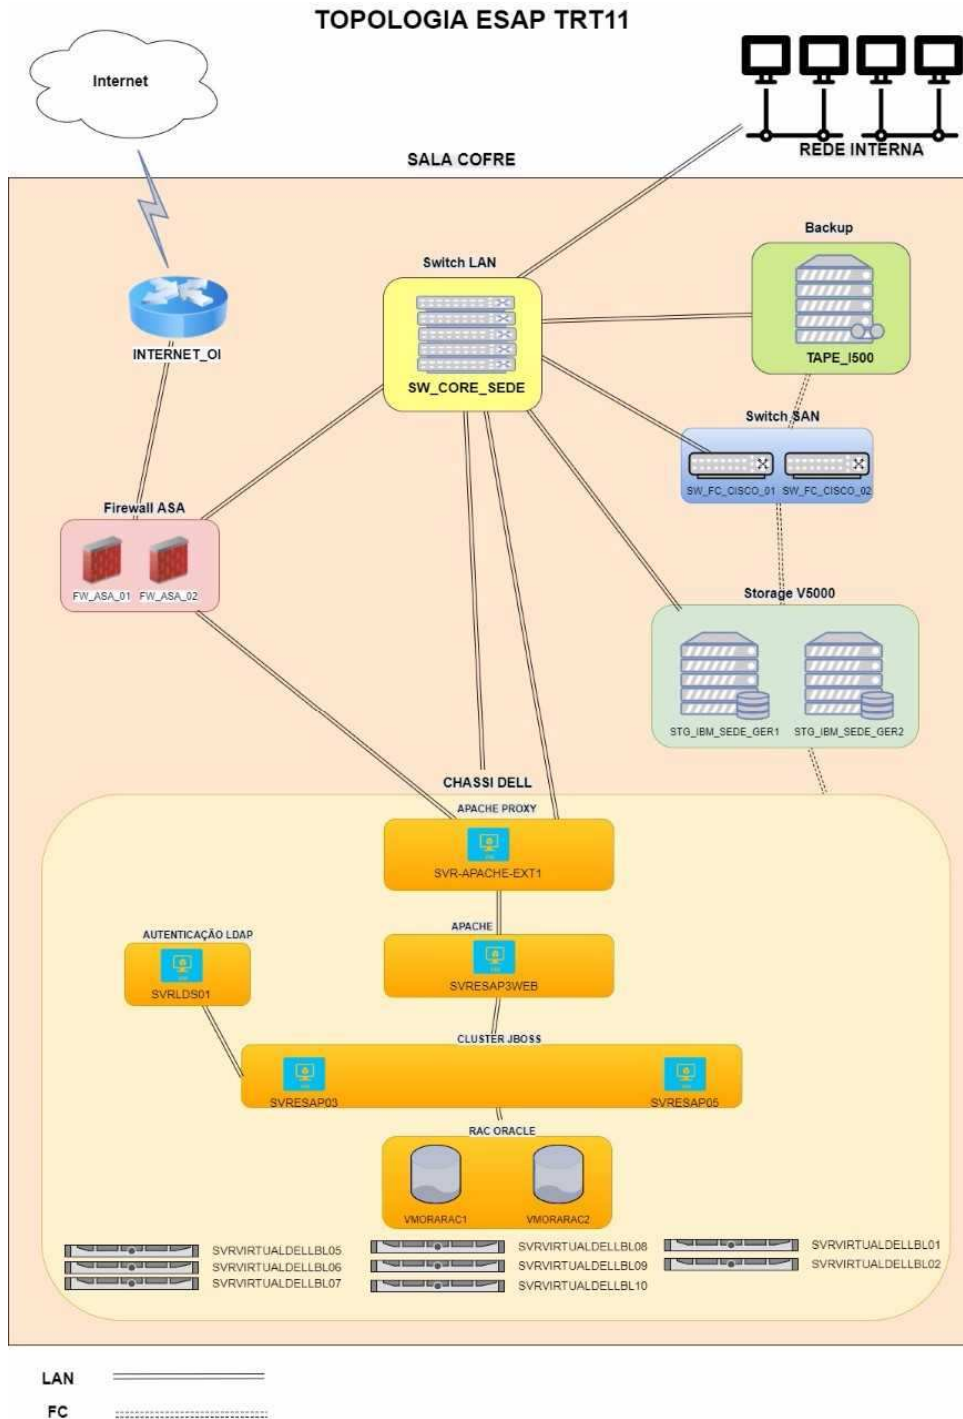 TOPOLOGIA ESAP TRT11
Internet
REDE INTERNA
SALA COFRE
Backup
Switch LAN
INTERNET_OI
TAPE_I500
SW_CORE_SEDE
Switch SAN
SW_FC_CISCO_01
SW_FC_CISCO_02
Firewall ASA
FW_ASA_01
FW_ASA_02
Storage V5000
STG_IBM_SEDE_GER1
STG_IBM_SEDE_GER2
CHASSI DELL
APACHE PROXY
SVR-APACHE-EXT1
AUTENTICAÇÃO LDAP
APACHE
SVRLDS01
SVRESAP3WEB
CLUSTER JBOSS
SVRESAP03
SVRESAP05
RAC ORACLE
VMORARAC1
VMORARAC2
SVRVIRTUALDELLBL05
SVRVIRTUALDELLBL06
SVRVIRTUALDELLBL07
SVRVIRTUALDELLBL08
SVRVIRTUALDELLBL09
SVRVIRTUALDELLBL10
SVRVIRTUALDELLBL01
SVRVIRTUALDELLBL02
LAN
FC